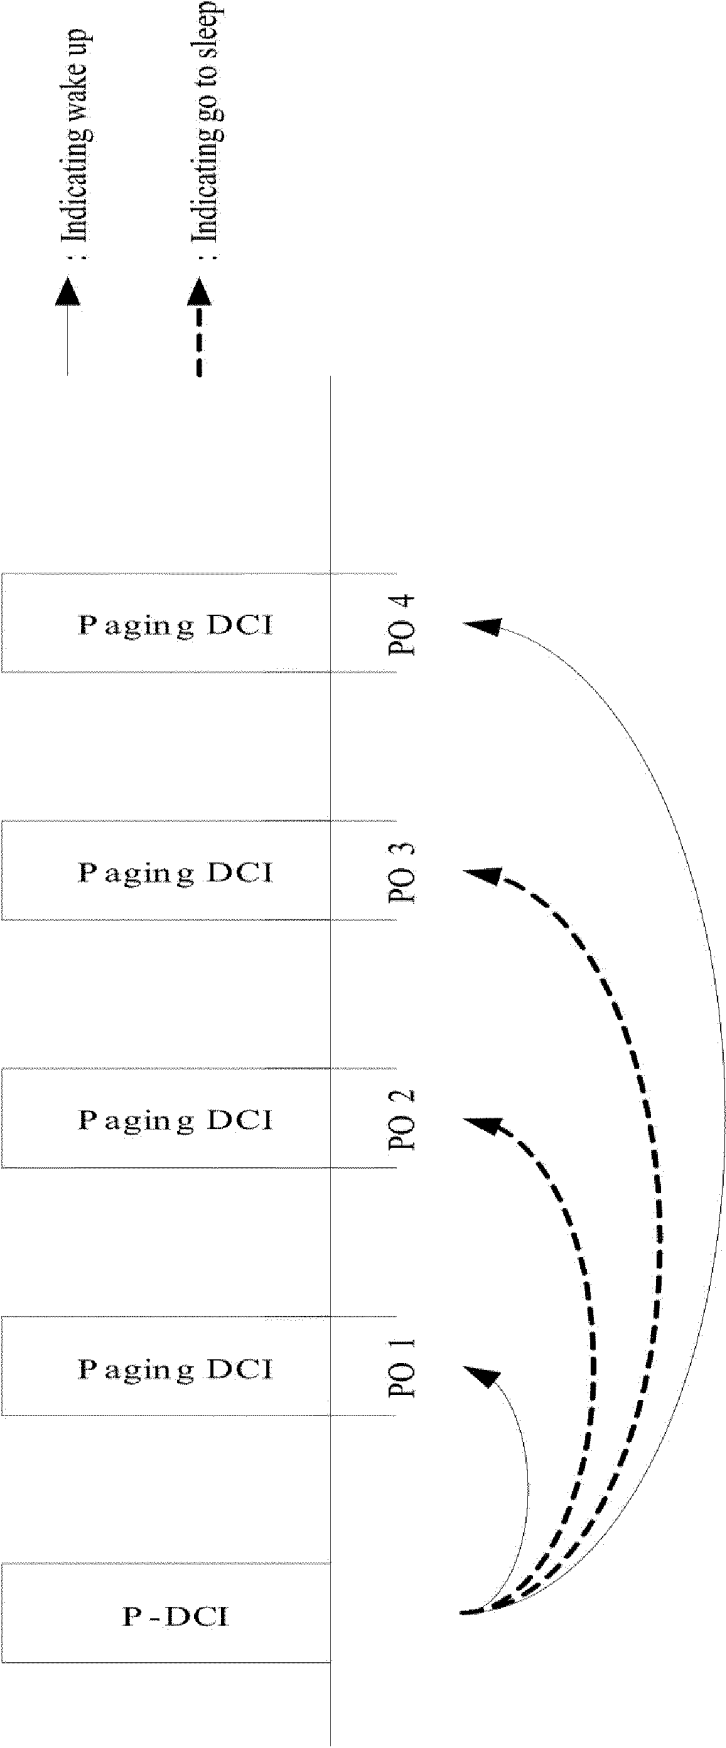 : Indicating wake up
: Indicating go to sleep
P-DCI
Paging DCI
Paging DCI
Paging DCI
Paging DCI
PO 1
PO 2
PO 3
PO 4